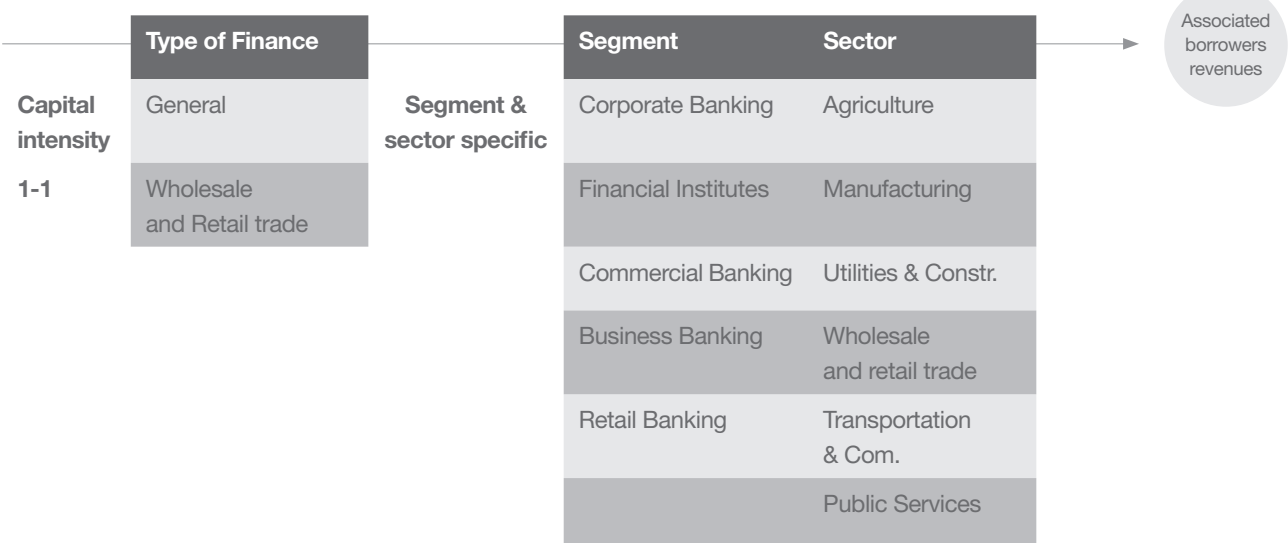 Type of Finance
Segment Sector
Associated
borrowers
revenues
Capital
intensity
General
Segment &
sector specific
Corporate Banking Agriculture
1-1
Wholesale
and Retail trade
Financial Institutes Manufacturing
Commercial Banking Utilities & Constr.
Business Banking Wholesale
and retail trade
Retail Banking Transportation
& Com.
Public Services